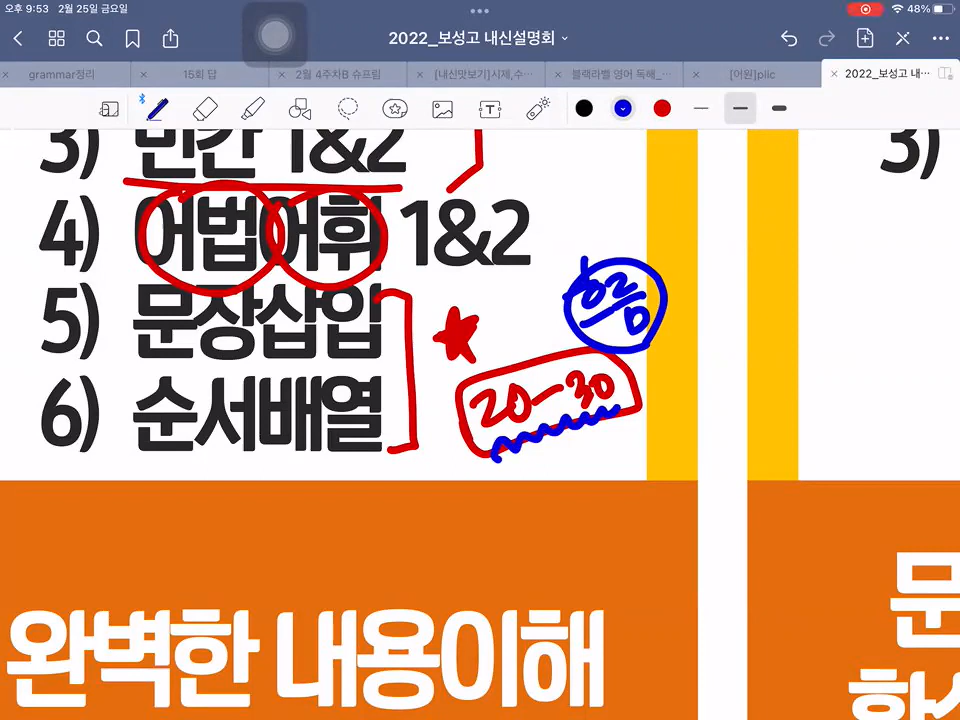 오후 9:53 2월 25일 금요일 48%
2022_보성고 내신설명회
grammar정리 15회 답 2월 4주차B 슈프림 [내신맛보기]시제,수… 블랙라벨 영어 독해_… [어원]plic 2022_보성고 내…
3) 빈칸 1&2
3)
4) 어법어휘 1&2
흐름
5) 문장삽입
20-30
6) 순서배열
완벽한 내용이해
문